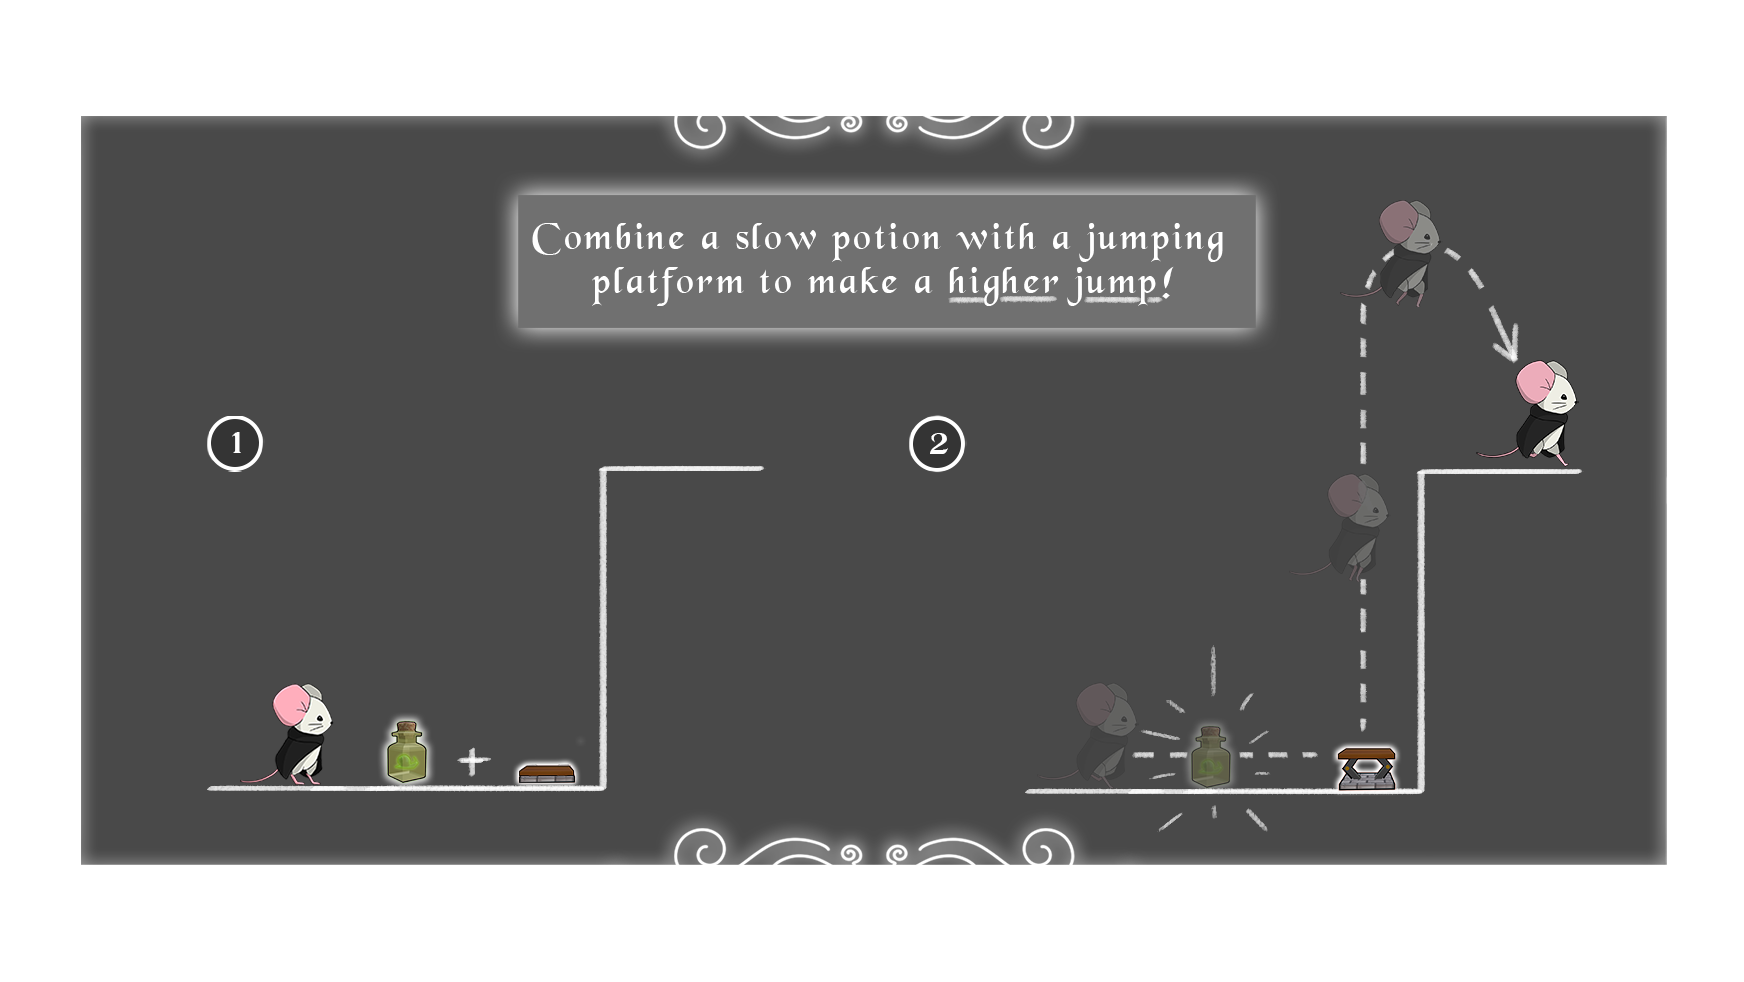 Combine a slow potion with a jumping
platform to make a higher jump!
1
2